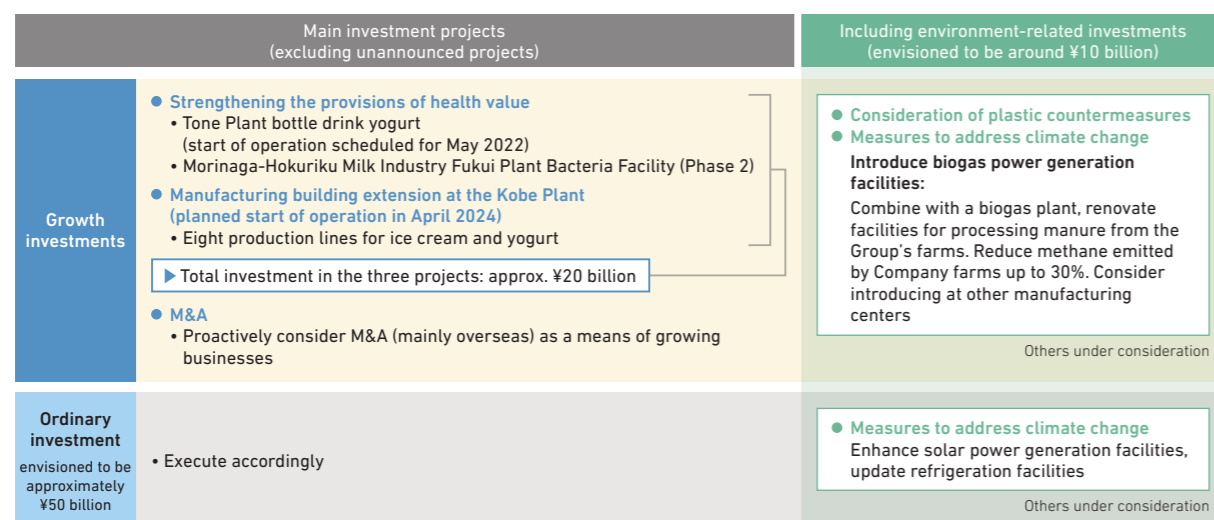 Main investment projects
(excluding unannounced projects)
Including environment-related investments
(envisioned to be around ¥10 billion)
Growth
investments
● Strengthening the provisions of health value
• Tone Plant bottle drink yogurt
(start of operation scheduled for May 2022)
• Morinaga-Hokuriku Milk Industry Fukui Plant Bacteria Facility (Phase 2)
● Manufacturing building extension at the Kobe Plant
(planned start of operation in April 2024)
• Eight production lines for ice cream and yogurt
▶ Total investment in the three projects: approx. ¥20 billion
● M&A
• Proactively consider M&A (mainly overseas) as a means of growing
businesses
● Consideration of plastic countermeasures
● Measures to address climate change
Introduce biogas power generation
facilities:
Combine with a biogas plant, renovate
facilities for processing manure from the
Group's farms. Reduce methane emitted
by Company farms up to 30%. Consider
introducing at other manufacturing
centers
Others under consideration
Ordinary
investment
envisioned to be
approximately
¥50 billion
• Execute accordingly
● Measures to address climate change
Enhance solar power generation facilities,
update refrigeration facilities
Others under consideration